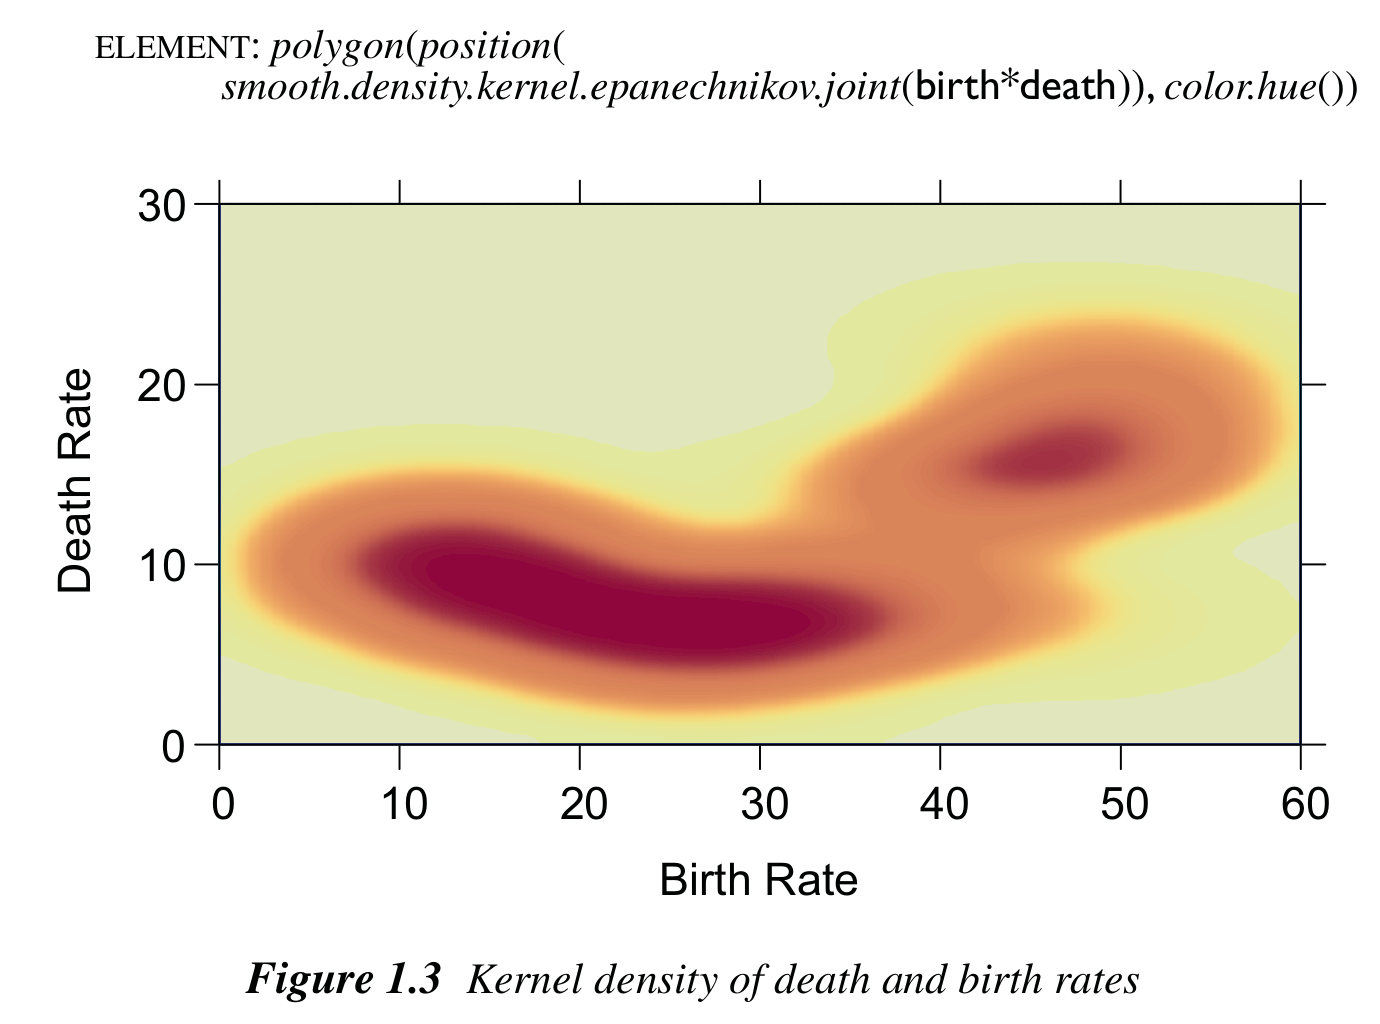 ELEMENT: polygon(position(
smooth.density.kernel.epanechnikov.joint(birth*death)), color.hue())
30
20
10
0
Death Rate
0 10 20 30 40 50 60
Birth Rate
Figure 1.3 Kernel density of death and birth rates